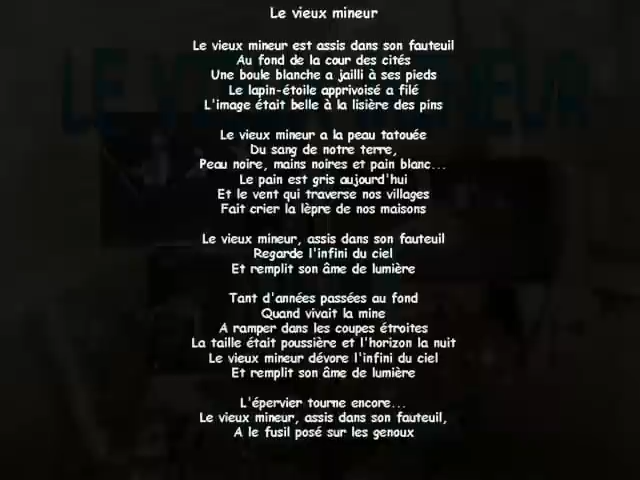 Le vieux mineur
Le vieux mineur est assis dans son fauteuil
Au fond de la cour des cités
Une boule blanche a jailli à ses pieds
Le lapin-étoile apprivoisé a filé
L'image était belle à la lisière des pins
Le vieux mineur a la peau tatouée
Du sang de notre terre,
Peau noire, mains noires et pain blanc...
Le pain est gris aujourd'hui
Et le vent qui traverse nos villages
Fait crier la lèpre de nos maisons
Le vieux mineur, assis dans son fauteuil
Regarde l'infini du ciel
Et remplit son âme de lumière
Tant d'années passées au fond
Quand vivait la mine
A ramper dans les coupes étroites
La taille était poussière et l'horizon la nuit
Le vieux mineur dévore l'infini du ciel
Et remplit son âme de lumière
L'épervier tourne encore...
Le vieux mineur, assis dans son fauteuil,
A le fusil posé sur les genoux